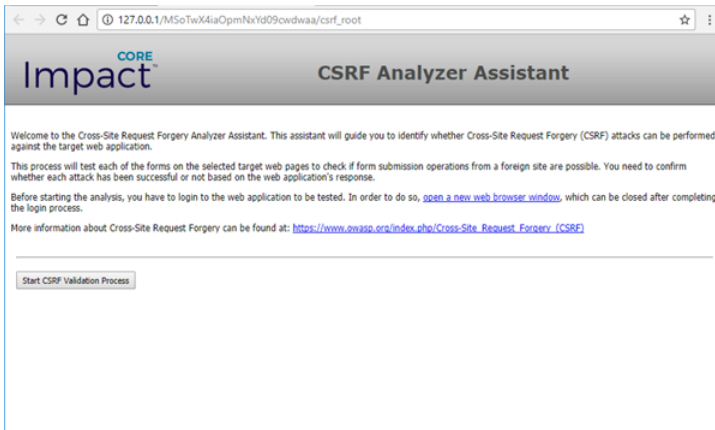 127.0.0.1/MSoTwX4iaOpmNxYd09cwdwaa/csrf_root
CORE
Impact™
CSRF Analyzer Assistant
Welcome to the Cross-Site Request Forgery Analyzer Assistant. This assistant will guide you to identify whether Cross-Site Request Forgery (CSRF) attacks can be performed
against the target web application.
This process will test each of the forms on the selected target web pages to check if form submission operations from a foreign site are possible. You need to confirm
whether each attack has been successful or not based on the web application's response.
Before starting the analysis, you have to login to the web application to be tested. In order to do so, open a new web browser window, which can be closed after completing
the login process.
More information about Cross-Site Request Forgery can be found at: https://www.owasp.org/index.php/Cross-Site_Request_Forgery_(CSRF)
Start CSRF Validation Process